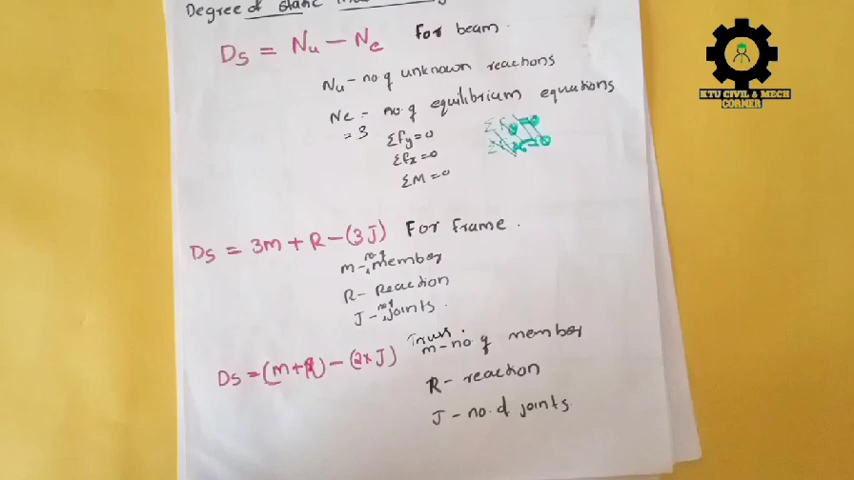 Degree of static
Ds = Nu - Ne For beam.
Nu - no. of unknown reactions
Ne - no. of equilibrium equations
= 3
Σfy = 0
Σfx = 0
ΣM = 0
Ds = 3m + R - (3J) For Frame.
m - no. of member
R - Reaction
J - no. of joints.
Ds = (m + R) - (2 x J) Truss.
m - no. of member
R - reaction
J - no. of joints
KTU CIVIL & MECH
CORNER